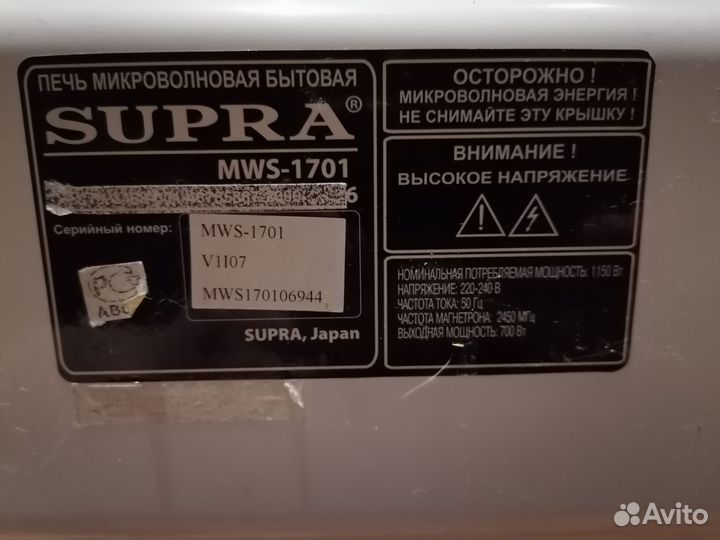 ПЕЧЬ МИКРОВОЛНОВАЯ БЫТОВАЯ
SUPRA®
MWS-1701
6
Серийный номер:
MWS-1701
V1I07
MWS170106944
SUPRA, Japan
ОСТОРОЖНО !
МИКРОВОЛНОВАЯ ЭНЕРГИЯ !
НЕ СНИМАЙТЕ ЭТУ КРЫШКУ !
ВНИМАНИЕ !
ВЫСОКОЕ НАПРЯЖЕНИЕ
НОМИНАЛЬНАЯ ПОТРЕБЛЯЕМАЯ МОЩНОСТЬ: 1150 Вт
НАПРЯЖЕНИЕ: 220-240 В
ЧАСТОТА ТОКА: 50 Гц
ЧАСТОТА МАГНЕТРОНА: 2450 МГц
ВЫХОДНАЯ МОЩНОСТЬ: 700 Вт
Avito